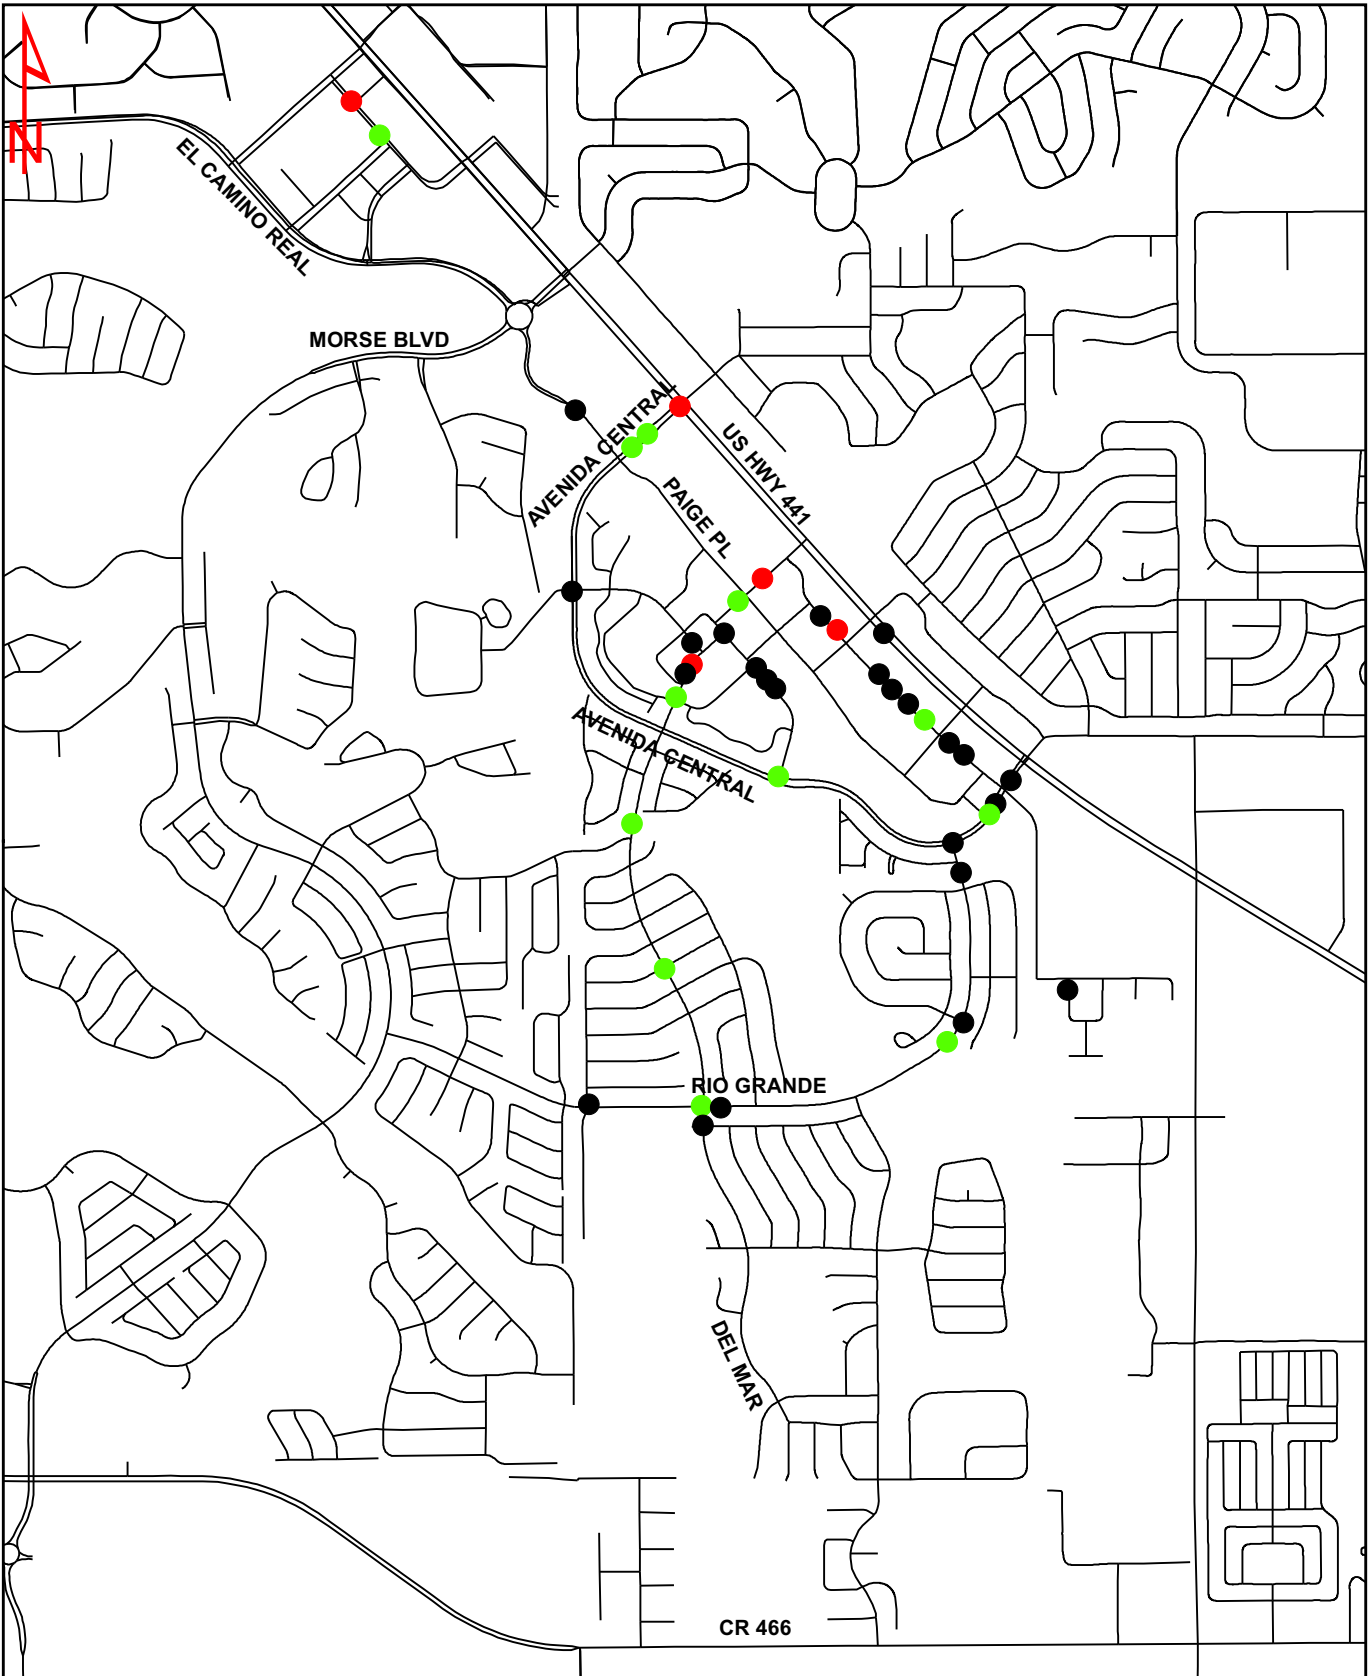 N
EL CAMINO REAL
MORSE BLVD
AVENIDA CENTRAL
US HWY 441
PAIGE PL
AVENIDA CENTRAL
RIO GRANDE
DEL MAR
CR 466